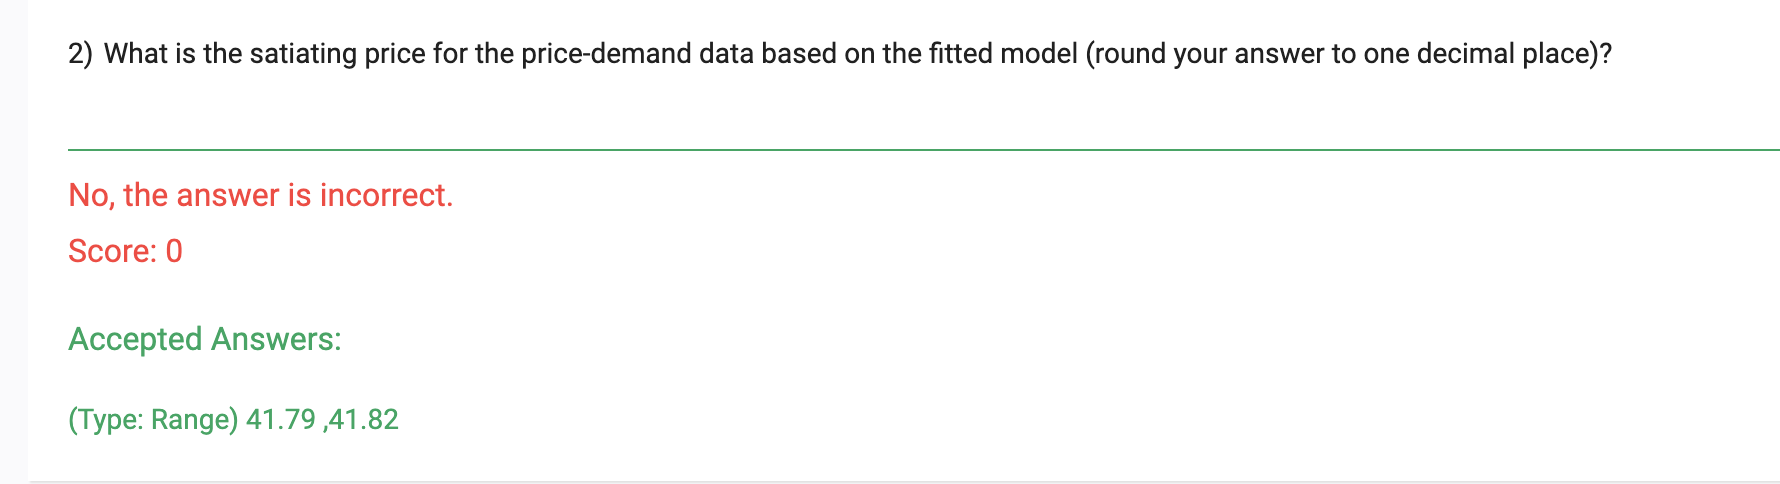 2) What is the satiating price for the price-demand data based on the fitted model (round your answer to one decimal place)?
No, the answer is incorrect.
Score: 0
Accepted Answers:
(Type: Range) 41.79 ,41.82